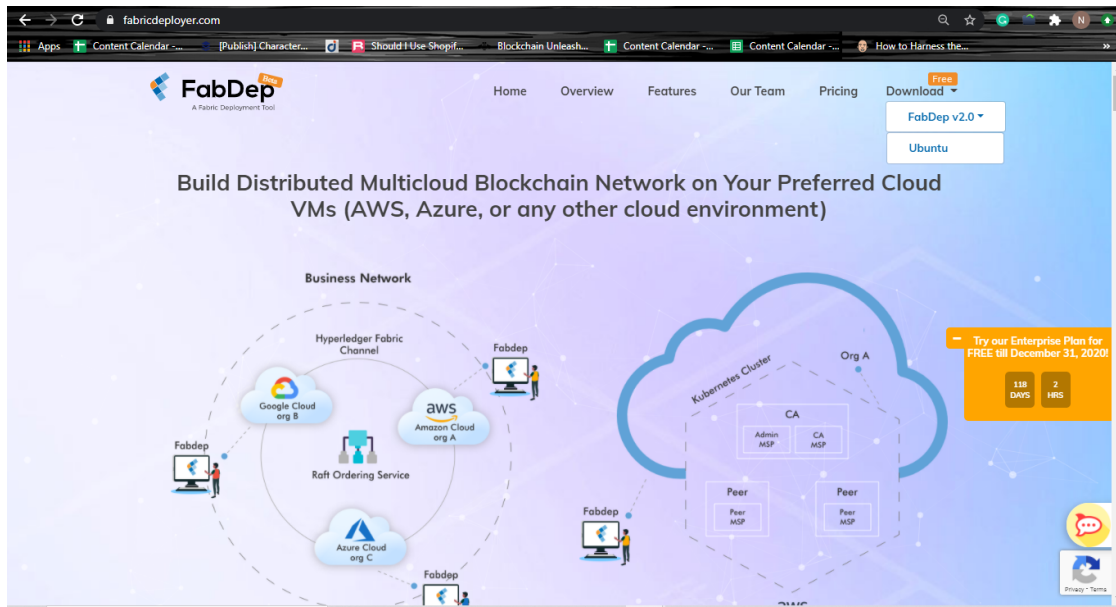 fabricdeployer.com
N
Apps
Content Calendar -...
[Publish] Character...
Should I Use Shopif...
Blockchain Unleash...
Content Calendar -...
Content Calendar -...
How to Harness the...
»
FabDep
Beta
A Fabric Deployment Tool
Home
Overview
Features
Our Team
Pricing
Free
Download
FabDep v2.0
Ubuntu
Build Distributed Multicloud Blockchain Network on Your Preferred Cloud
VMs (AWS, Azure, or any other cloud environment)
Business Network
Hyperledger Fabric
Channel
Fabdep
Google Cloud
org B
aws
Amazon Cloud
org A
Fabdep
Raft Ordering Service
Azure Cloud
org C
Fabdep
Kubernetes Cluster
Org A
CA
Admin
MSP
CA
MSP
Peer
Peer
MSP
Peer
Peer
MSP
Fabdep
aws
Try our Enterprise Plan for
FREE till December 31, 2020!
118
DAYS
2
HRS
Privacy - Terms